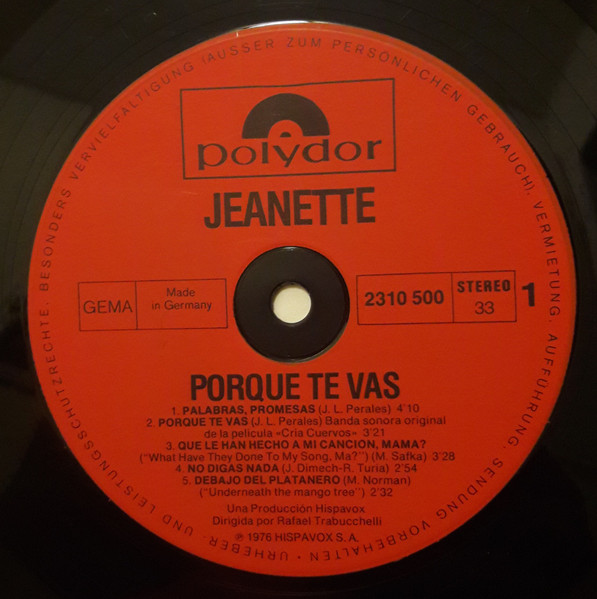 polydor
JEANETTE
GEMA
Made
in Germany
2310 500
STEREO
33
1
PORQUE TE VAS
1. PALABRAS, PROMESAS (J. L. Perales) 4'10
2. PORQUE TE VAS (J. L. Perales) Banda sonora original
de la pelicula «Cria Cuervos» 3'21
3. QUE LE HAN HECHO A MI CANCION, MAMA?
("What Have They Done To My Song, Ma?") (M. Safka) 3'28
4. NO DIGAS NADA (J. Dimech-R. Turia) 2'54
5. DEBAJO DEL PLATANERO (M. Norman)
("Underneath the mango tree") 2'32
Una Producción Hispavox
Dirigida por Rafael Trabucchelli
℗ 1976 HISPAVOX S.A.
URHEBER- UND LEISTUNGSSCHUTZRECHTE, BESONDERS VERVIELFÄLTIGUNG (AUSSER ZUM PERSÖNLICHEN GEBRAUCH), VERMIETUNG, AUFFÜHRUNG, SENDUNG VORBEHALTEN •